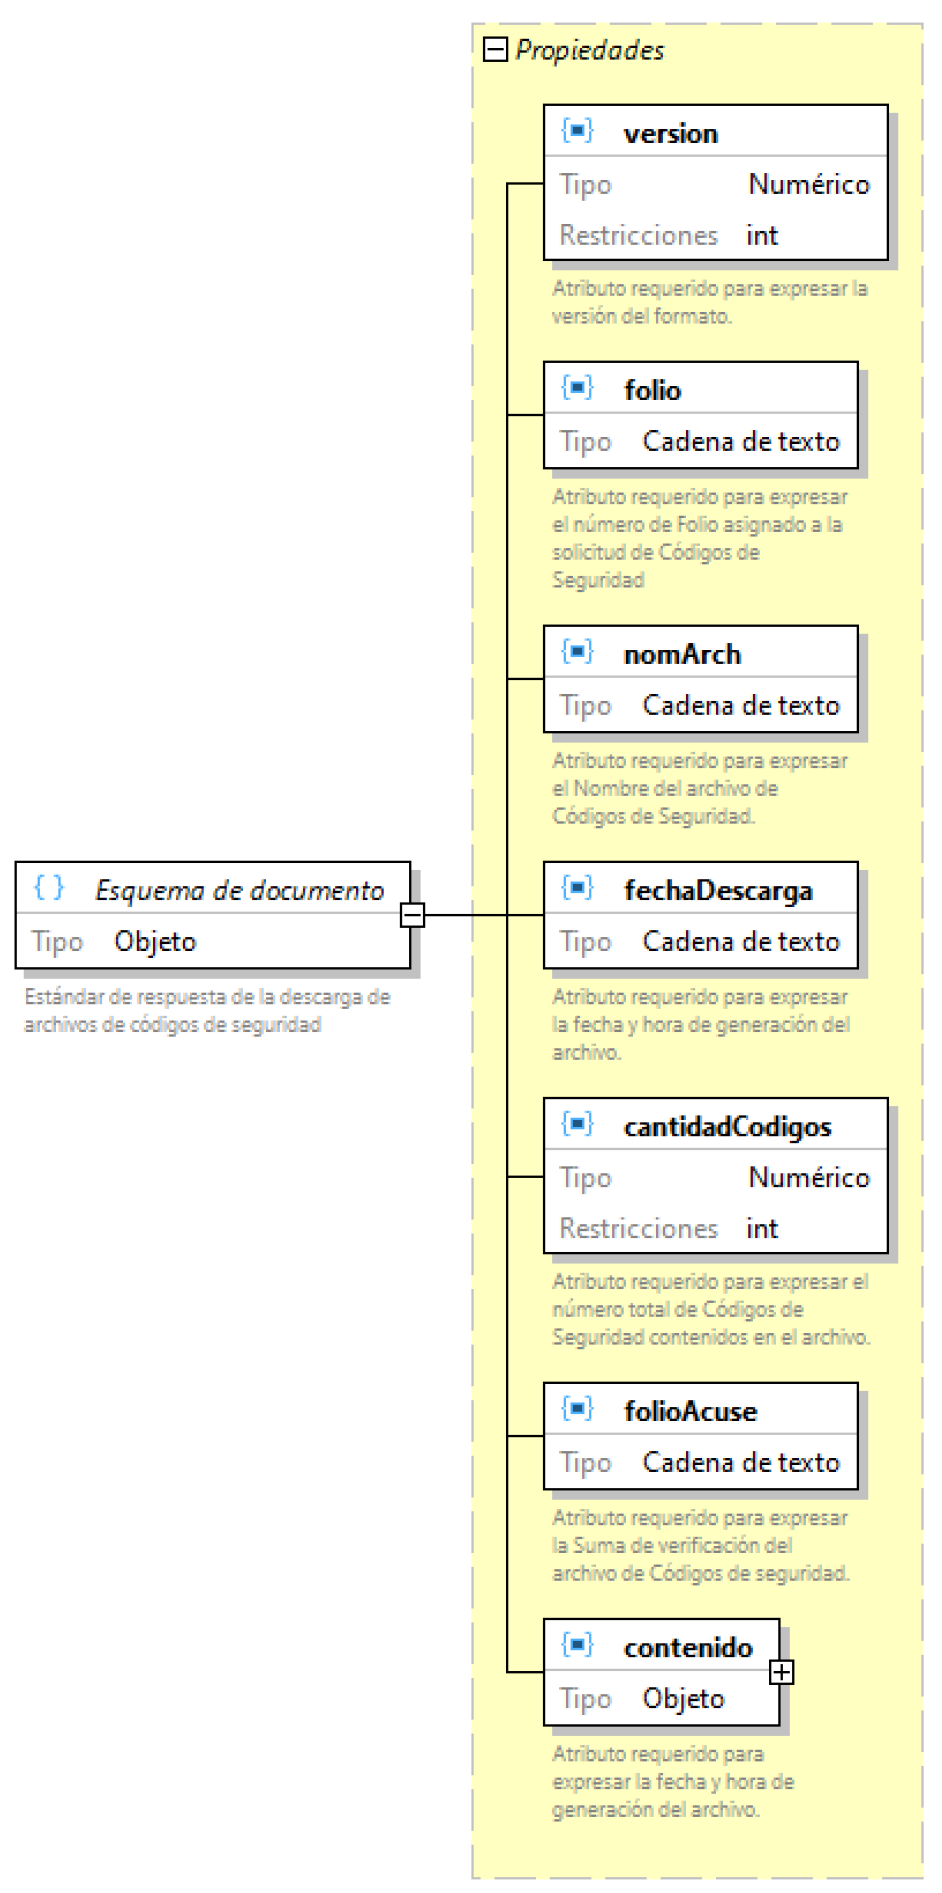 Propiedades
version
Tipo Numérico
Restricciones int
Atributo requerido para expresar la
versión del formato.
folio
Tipo Cadena de texto
Atributo requerido para expresar
el número de Folio asignado a la
solicitud de Códigos de
Seguridad
nomArch
Tipo Cadena de texto
Atributo requerido para expresar
el Nombre del archivo de
Códigos de Seguridad.
Esquema de documento
Tipo Objeto
Estándar de respuesta de la descarga de
archivos de códigos de seguridad
fechaDescarga
Tipo Cadena de texto
Atributo requerido para expresar
la fecha y hora de generación del
archivo.
cantidadCodigos
Tipo Numérico
Restricciones int
Atributo requerido para expresar el
número total de Códigos de
Seguridad contenidos en el archivo.
folioAcuse
Tipo Cadena de texto
Atributo requerido para expresar
la Suma de verificación del
archivo de Códigos de seguridad.
contenido
Tipo Objeto
Atributo requerido para
expresar la fecha y hora de
generación del archivo.